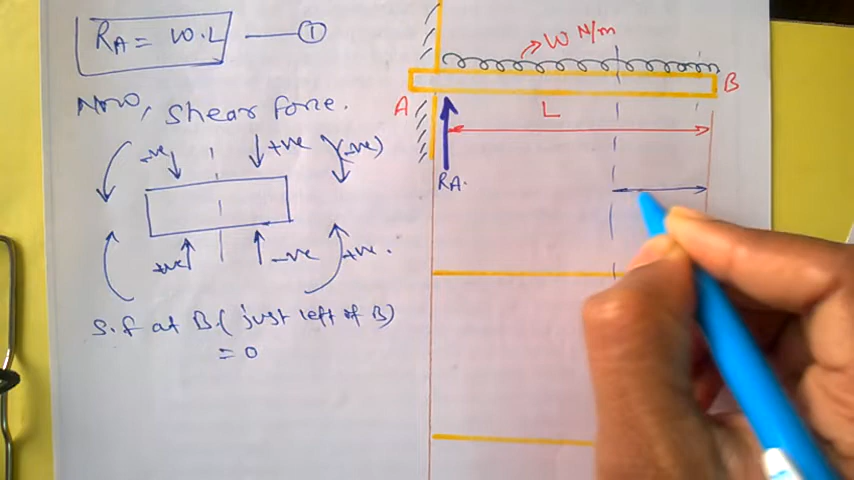 RA = W.L —— ①
Now, shear force.
-ve +ve (-ve)
+ve -ve +ve.
S.F at B. (just left of B)
= 0
W N/m
A B
L
RA.